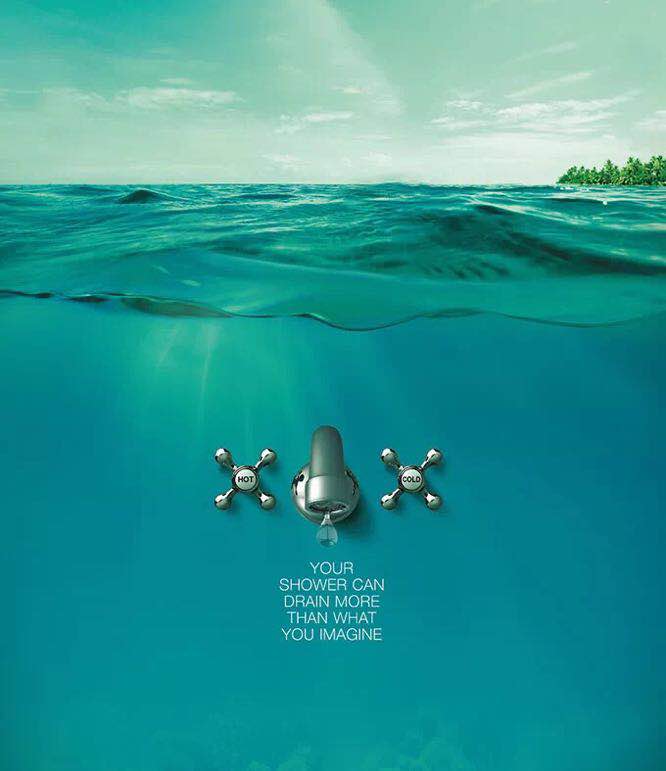 HOT
COLD
YOUR
SHOWER CAN
DRAIN MORE
THAN WHAT
YOU IMAGINE